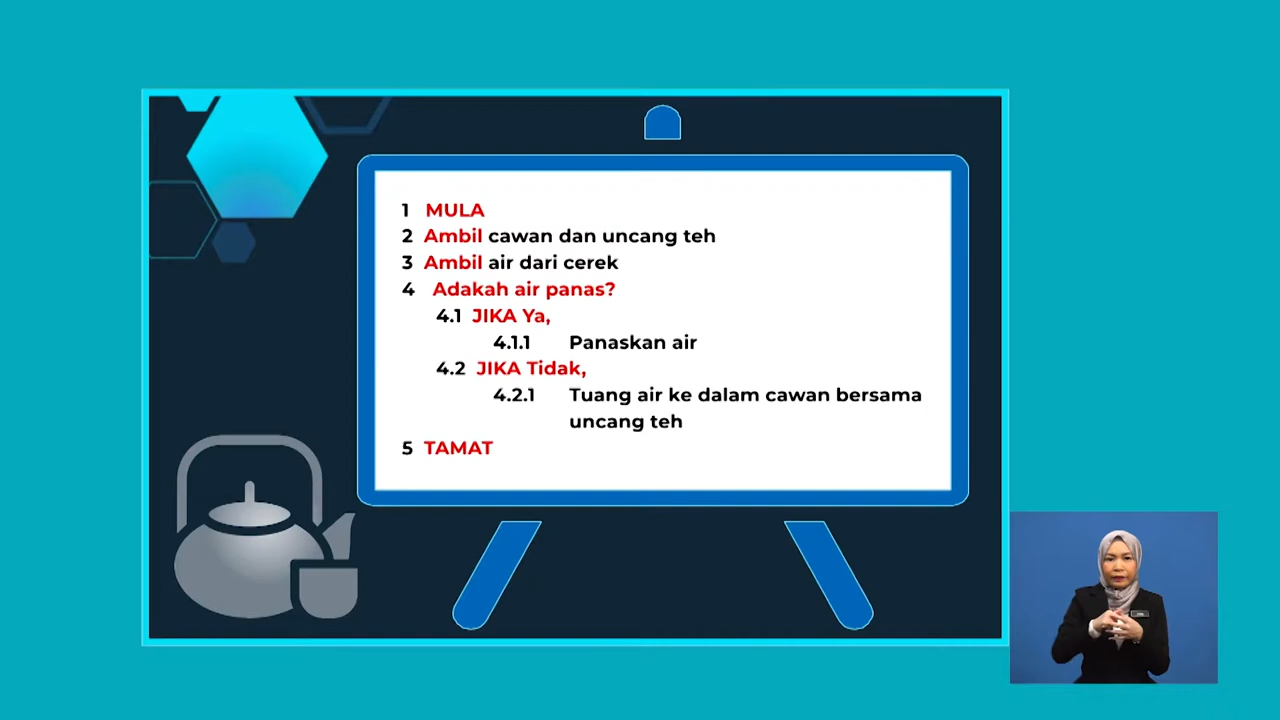 1 MULA
2 Ambil cawan dan uncang teh
3 Ambil air dari cerek
4 Adakah air panas?
4.1 JIKA Ya,
4.1.1 Panaskan air
4.2 JIKA Tidak,
4.2.1 Tuang air ke dalam cawan bersama
uncang teh
5 TAMAT